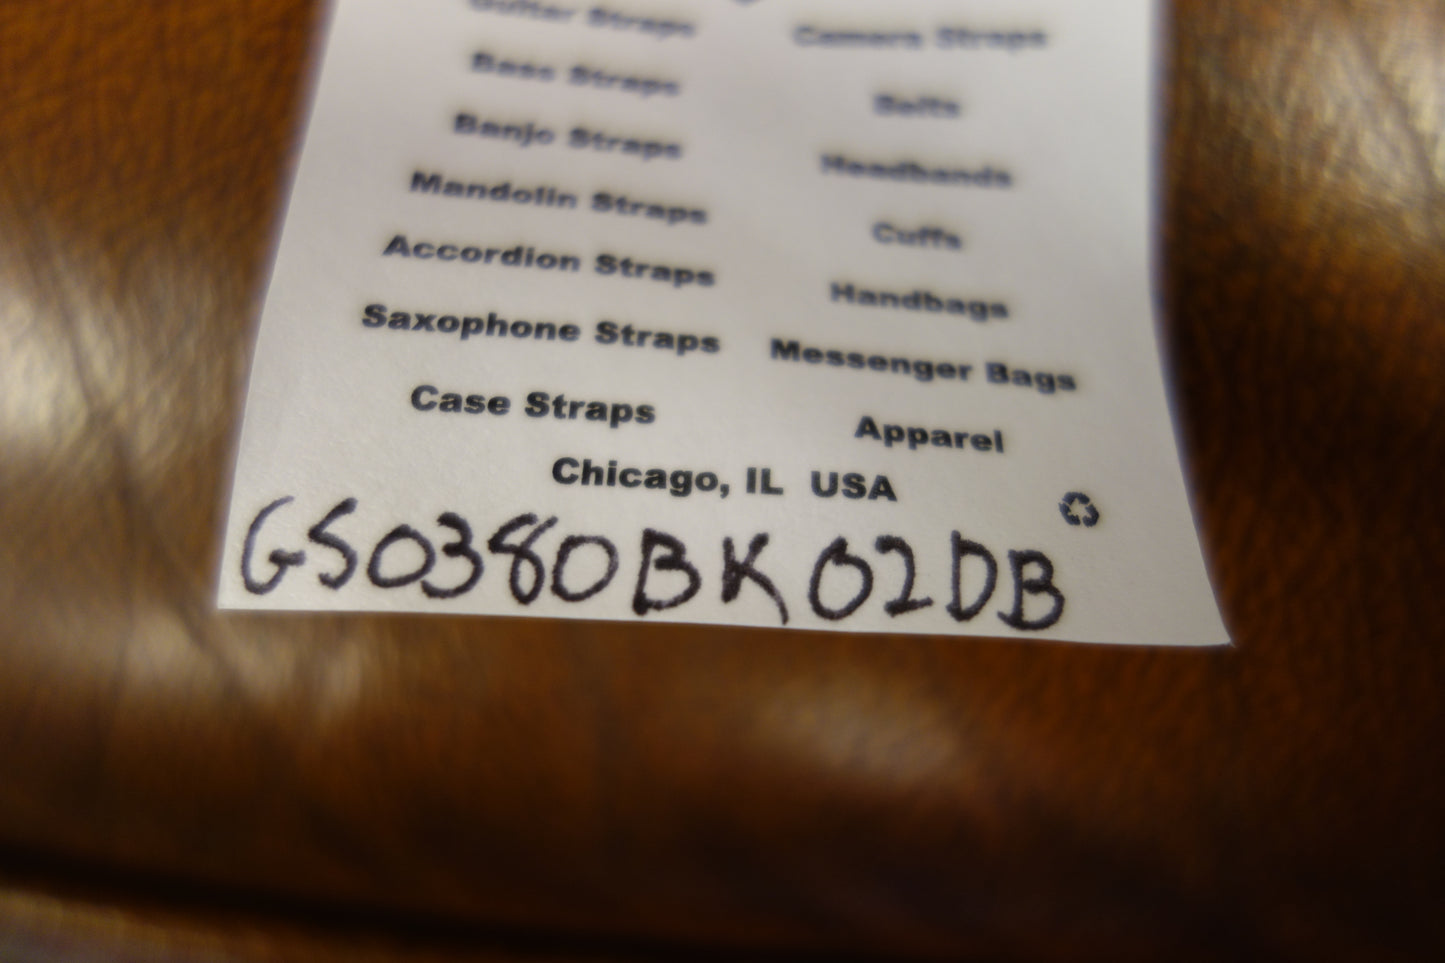 Guitar Straps Camera Straps
Bass Straps Belts
Banjo Straps Headbands
Mandolin Straps Cuffs
Accordion Straps Handbags
Saxophone Straps Messenger Bags
Case Straps Apparel
Chicago, IL USA
GS0380BK02DB